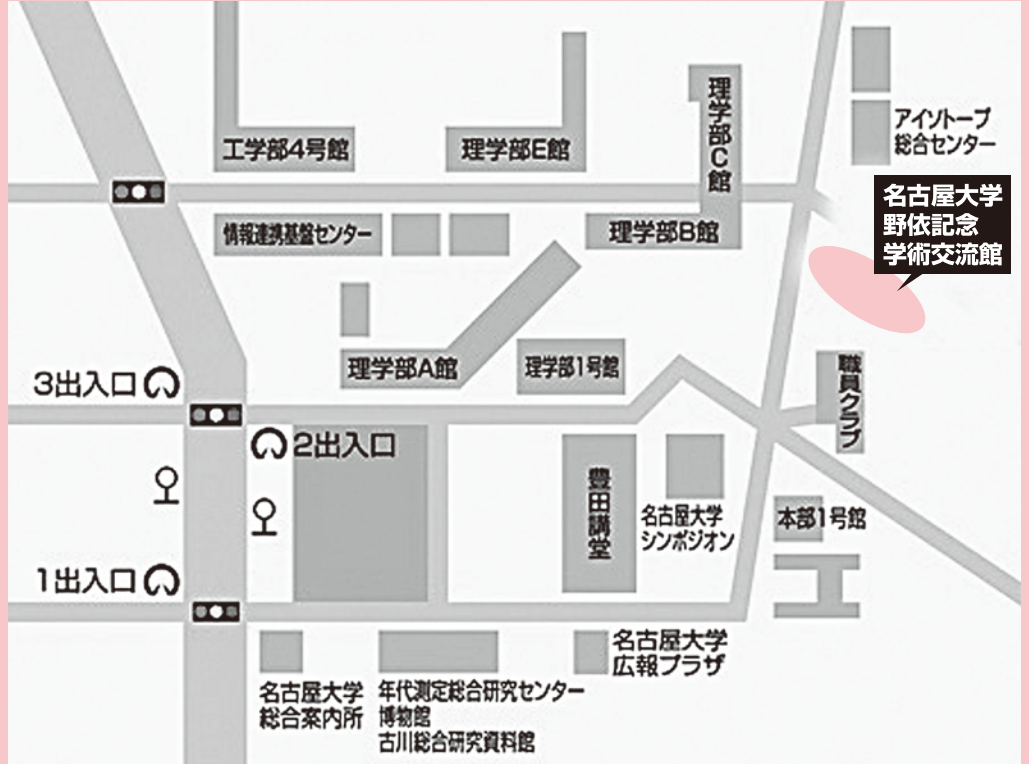 アイソトープ
総合センター
工学部4号館
理学部E館
理学部C館
名古屋大学
野依記念
学術交流館
情報連携基盤センター
理学部B館
理学部A館
理学部1号館
職員クラブ
3出入口
2出入口
豊田講堂
名古屋大学
シンポジオン
本部1号館
1出入口
名古屋大学
広報プラザ
名古屋大学
総合案内所
年代測定総合研究センター
博物館
古川総合研究資料館